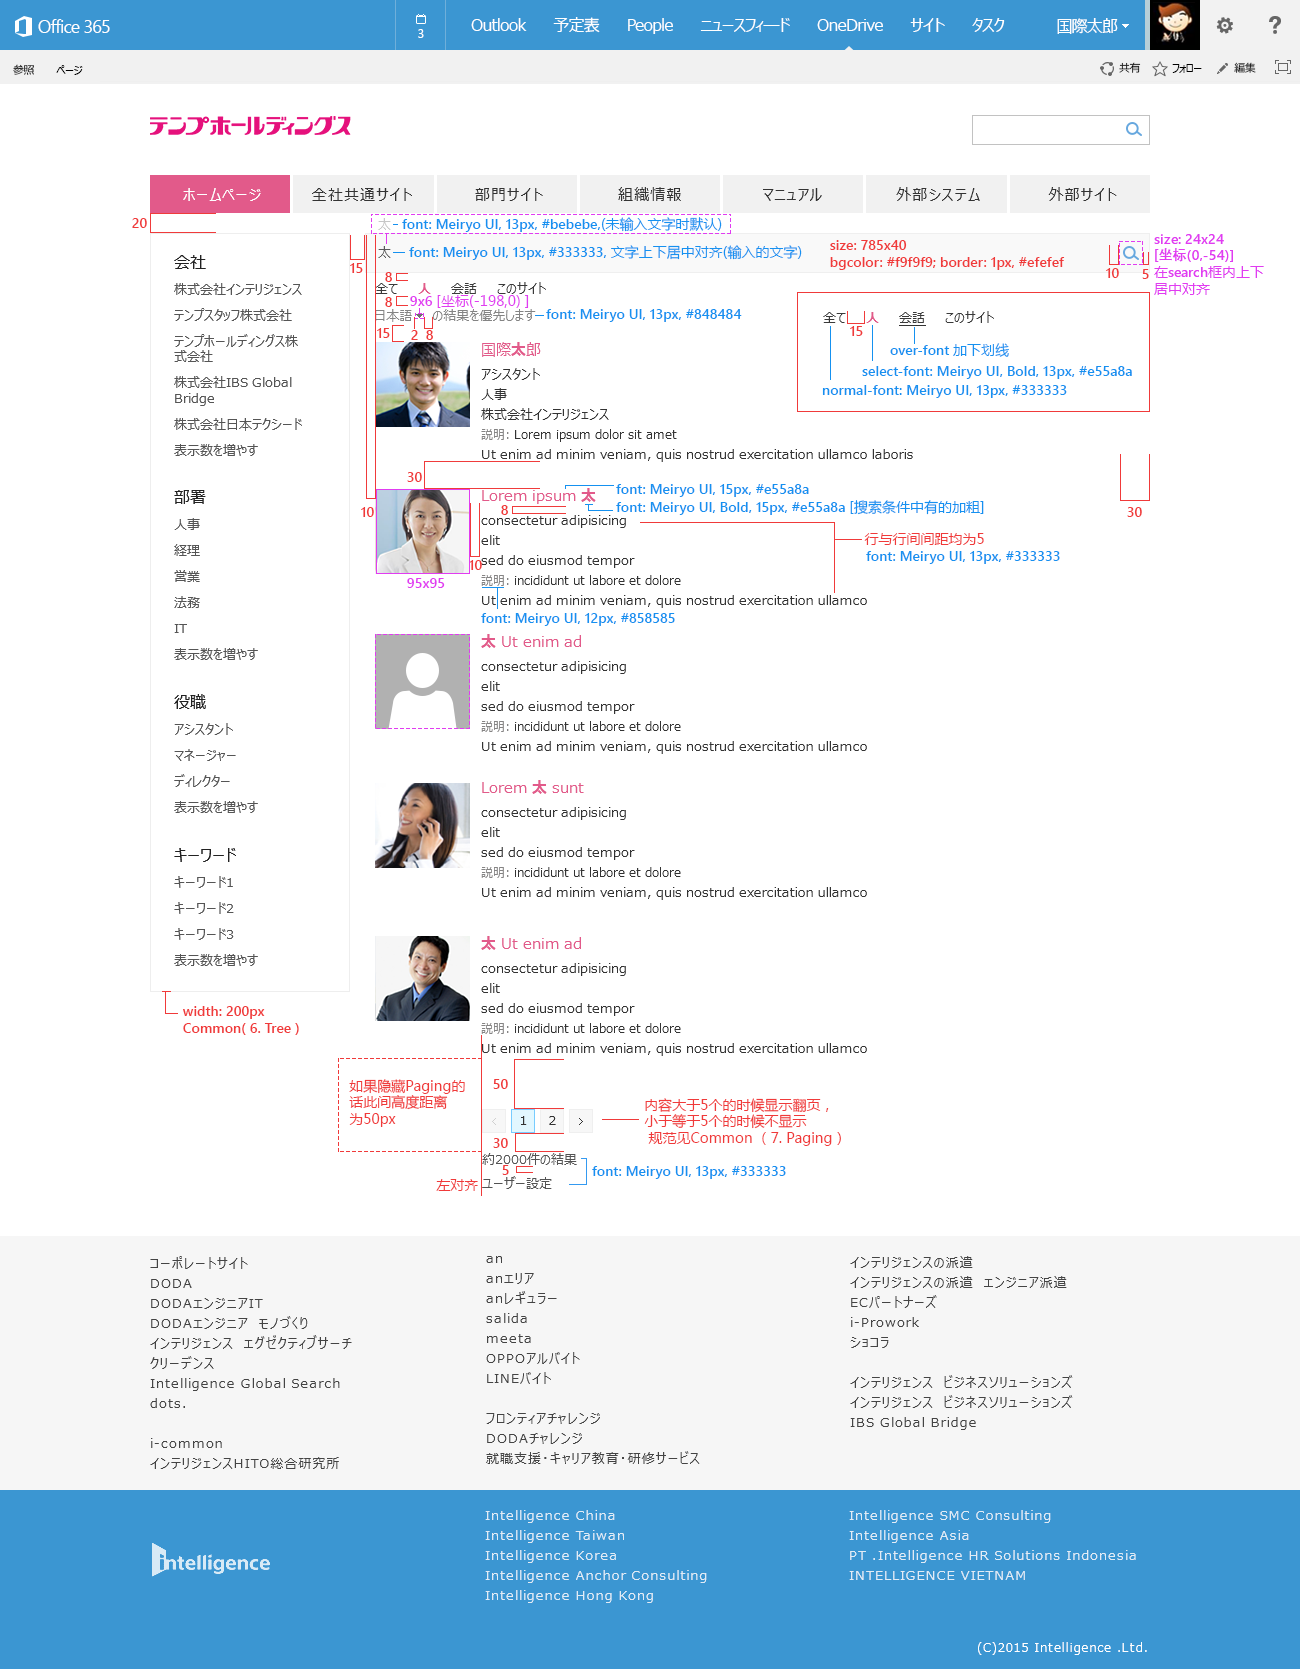 Office 365
3
Outlook 予定表 People ニュースフィード OneDrive サイト タスク
国際太郎
?
参照 ページ
共有 フォロー 編集
テンプホールディングス
ホームページ 全社共通サイト 部門サイト 組織情報 マニュアル 外部システム 外部サイト
20
会社
株式会社インテリジェンス
テンプスタッフ株式会社
テンプホールディングス株
式会社
株式会社IBS Global
Bridge
株式会社日本テクシード
表示数を増やす
部署
人事
経理
営業
法務
IT
表示数を増やす
役職
アシスタント
マネージャー
ディレクター
表示数を増やす
キーワード
キーワード1
キーワード2
キーワード3
表示数を増やす
width: 200px
Common( 6. Tree )
太 - font: Meiryo UI, 13px, #bebebe,(未输入文字时默认)
太 — font: Meiryo UI, 13px, #333333, 文字上下居中对齐(输入的文字)
size: 785x40
bgcolor: #f9f9f9; border: 1px, #efefef
10
5
size: 24x24
[坐标(0,-54)]
在search框内上下
居中对齐
15
8
全て 人 会話 このサイト
8
9x6 [坐标(-198,0) ]
日本語 の結果を優先します
font: Meiryo UI, 13px, #848484
15
2 8
全て 人 会話 このサイト
15
over-font 加下划线
select-font: Meiryo UI, Bold, 13px, #e55a8a
normal-font: Meiryo UI, 13px, #333333
国際太郎
アシスタント
人事
株式会社インテリジェンス
説明: Lorem ipsum dolor sit amet
Ut enim ad minim veniam, quis nostrud exercitation ullamco laboris
30
30
10
Lorem ipsum 太
font: Meiryo UI, 15px, #e55a8a
8
font: Meiryo UI, Bold, 15px, #e55a8a [搜索条件中有的加粗]
consectetur adipisicing
elit
行与行间间距均为5
font: Meiryo UI, 13px, #333333
10
sed do eiusmod tempor
95x95
説明: incididunt ut labore et dolore
Ut enim ad minim veniam, quis nostrud exercitation ullamco
font: Meiryo UI, 12px, #858585
太 Ut enim ad
consectetur adipisicing
elit
sed do eiusmod tempor
説明: incididunt ut labore et dolore
Ut enim ad minim veniam, quis nostrud exercitation ullamco
Lorem 太 sunt
consectetur adipisicing
elit
sed do eiusmod tempor
説明: incididunt ut labore et dolore
Ut enim ad minim veniam, quis nostrud exercitation ullamco
太 Ut enim ad
consectetur adipisicing
elit
sed do eiusmod tempor
説明: incididunt ut labore et dolore
Ut enim ad minim veniam, quis nostrud exercitation ullamco
如果隐藏Paging的
话此间高度距离
为50px
50
< 1 2 >
内容大于5个的时候显示翻页，
小于等于5个的时候不显示
规范见Common （ 7. Paging ）
30
約2000件の結果
5
font: Meiryo UI, 13px, #333333
左对齐
ユーザー設定
コーポレートサイト
DODA
DODAエンジニアIT
DODAエンジニア モノづくり
インテリジェンス エグゼクティブサーチ
クリーデンス
Intelligence Global Search
dots.
i-common
インテリジェンスHITO総合研究所
an
anエリア
anレギュラー
salida
meeta
OPPOアルバイト
LINEバイト
フロンティアチャレンジ
DODAチャレンジ
就職支援・キャリア教育・研修サービス
インテリジェンスの派遣
インテリジェンスの派遣 エンジニア派遣
ECパートナーズ
i-Prowork
ショコラ
インテリジェンス ビジネスソリューションズ
インテリジェンス ビジネスソリューションズ
IBS Global Bridge
intelligence
Intelligence China
Intelligence Taiwan
Intelligence Korea
Intelligence Anchor Consulting
Intelligence Hong Kong
Intelligence SMC Consulting
Intelligence Asia
PT .Intelligence HR Solutions Indonesia
INTELLIGENCE VIETNAM
(C)2015 Intelligence .Ltd.